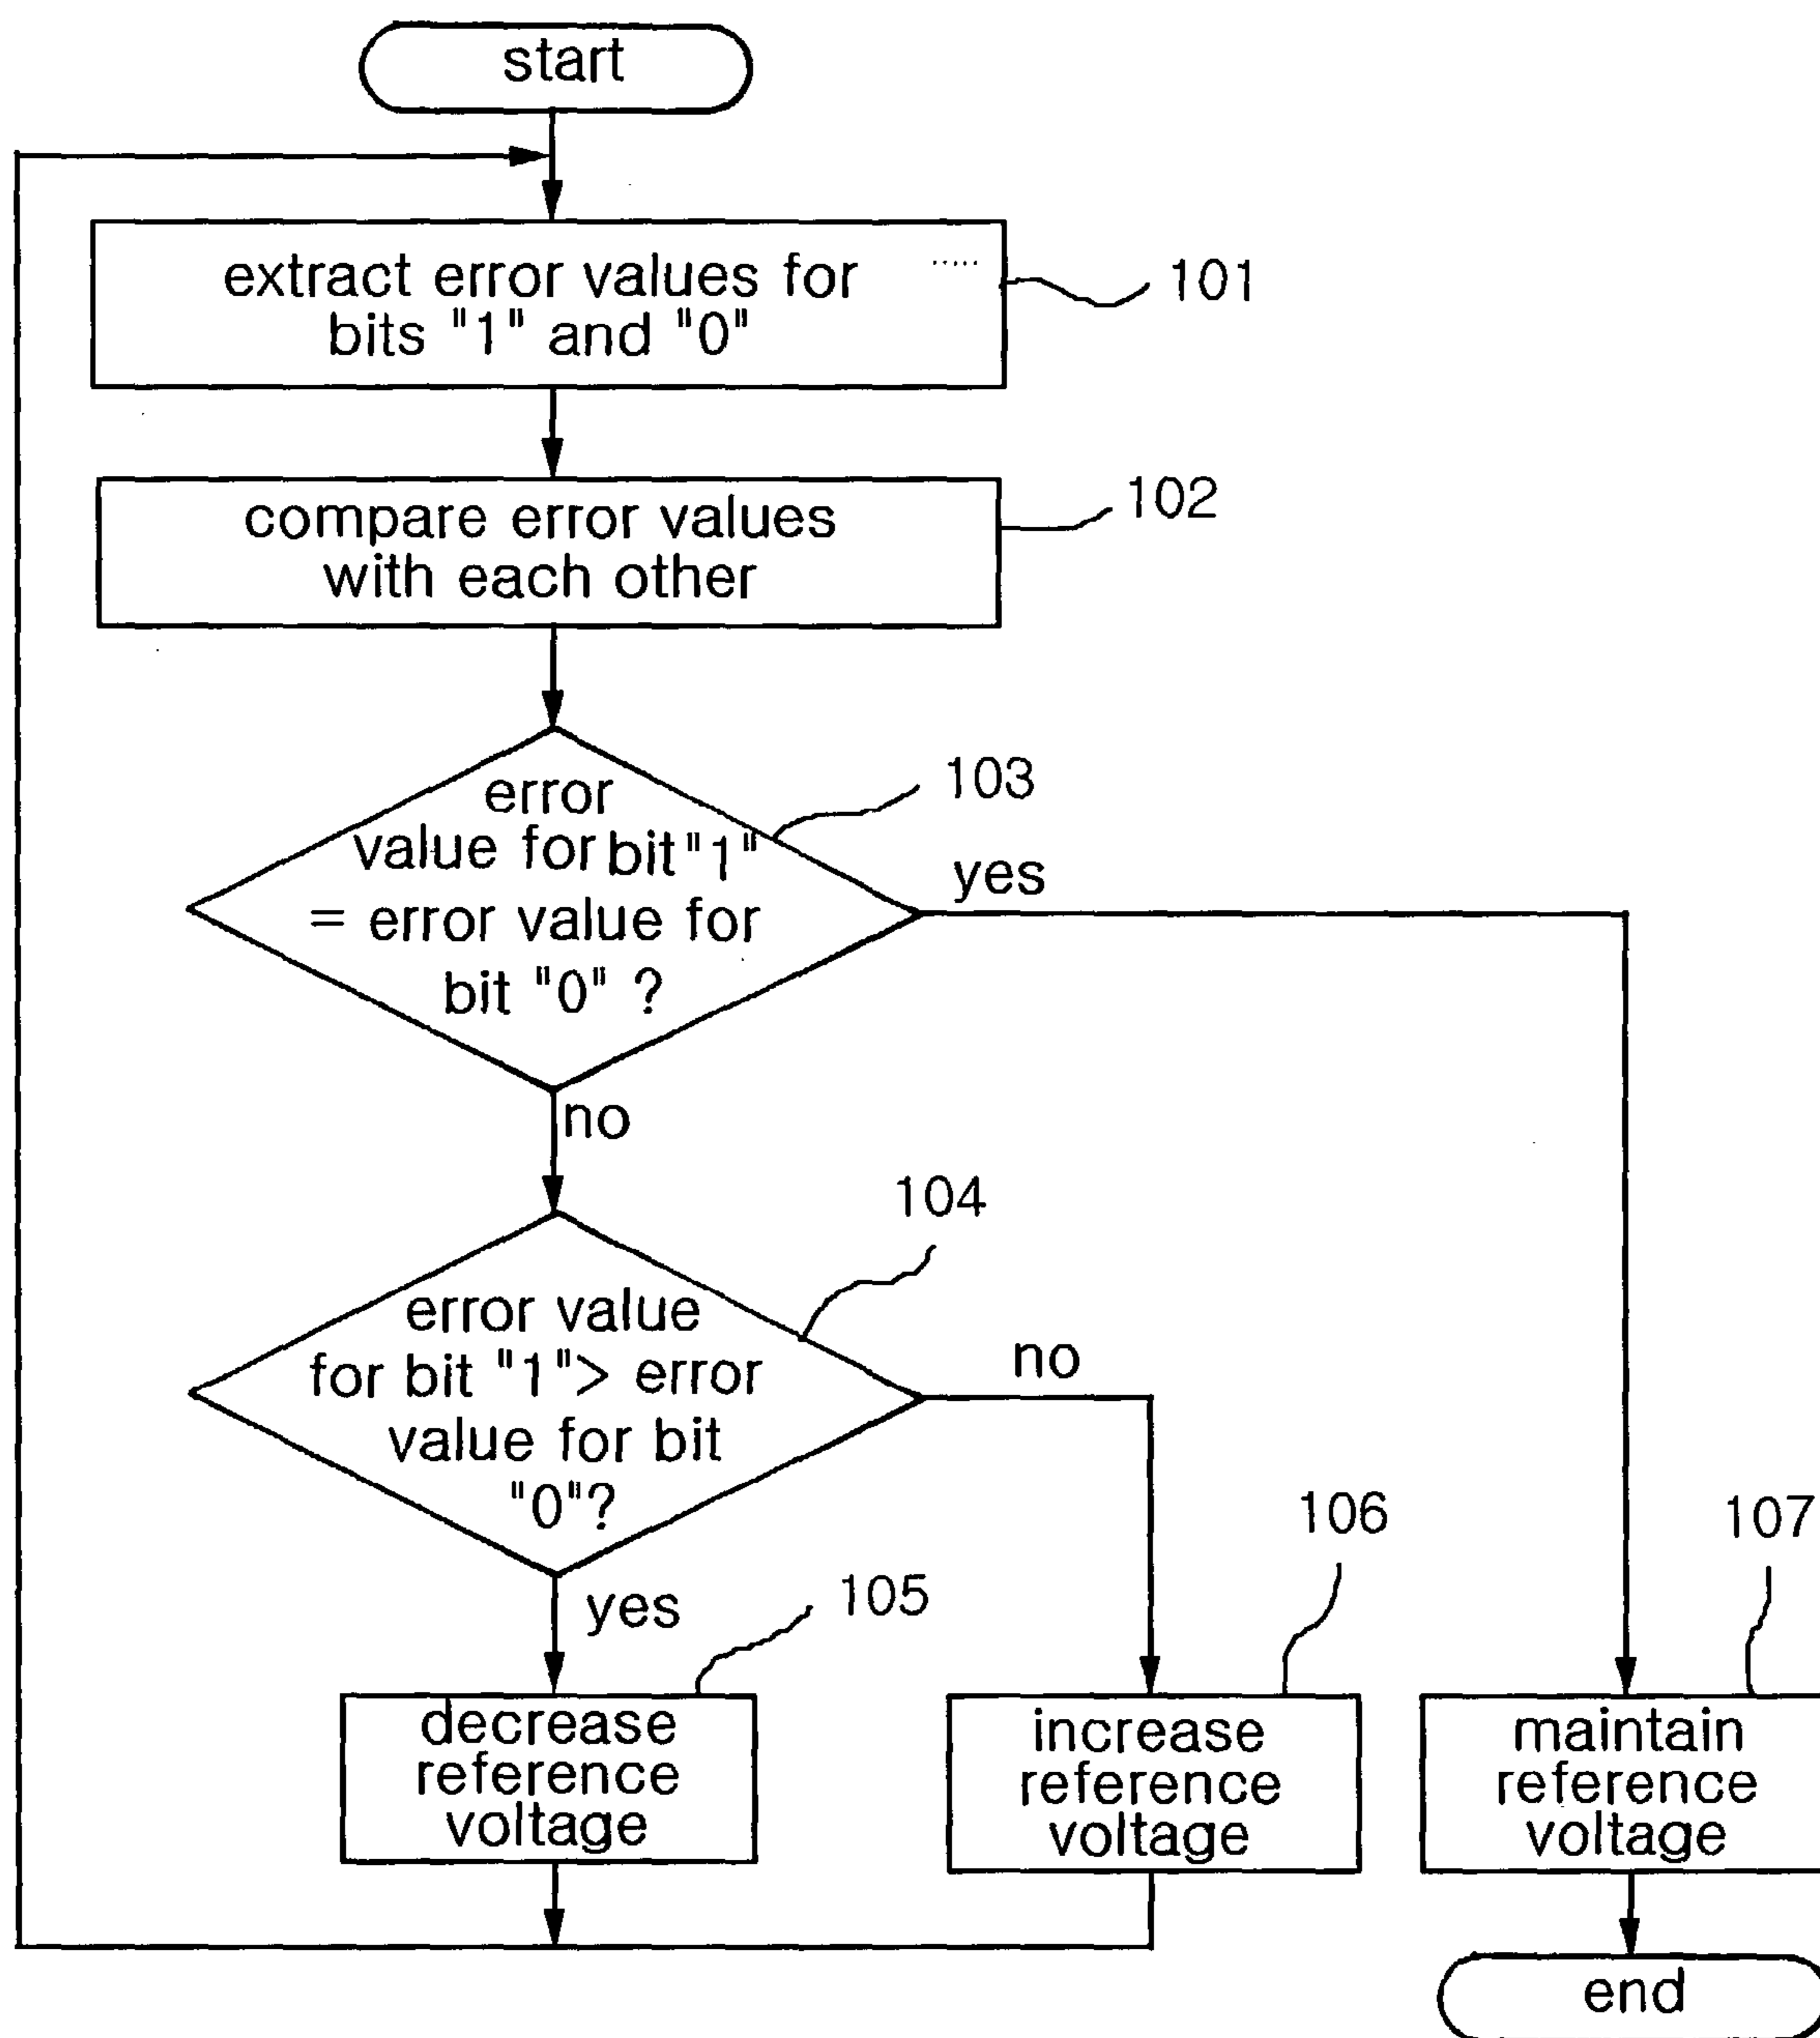 start
extract error values for
bits "1" and "0"
101
compare error values
with each other
102
error
value for bit "1"
= error value for
bit "0" ?
103
yes
no
error value
for bit "1"> error
value for bit
"0"?
104
no
yes
105
106
107
decrease
reference
voltage
increase
reference
voltage
maintain
reference
voltage
end